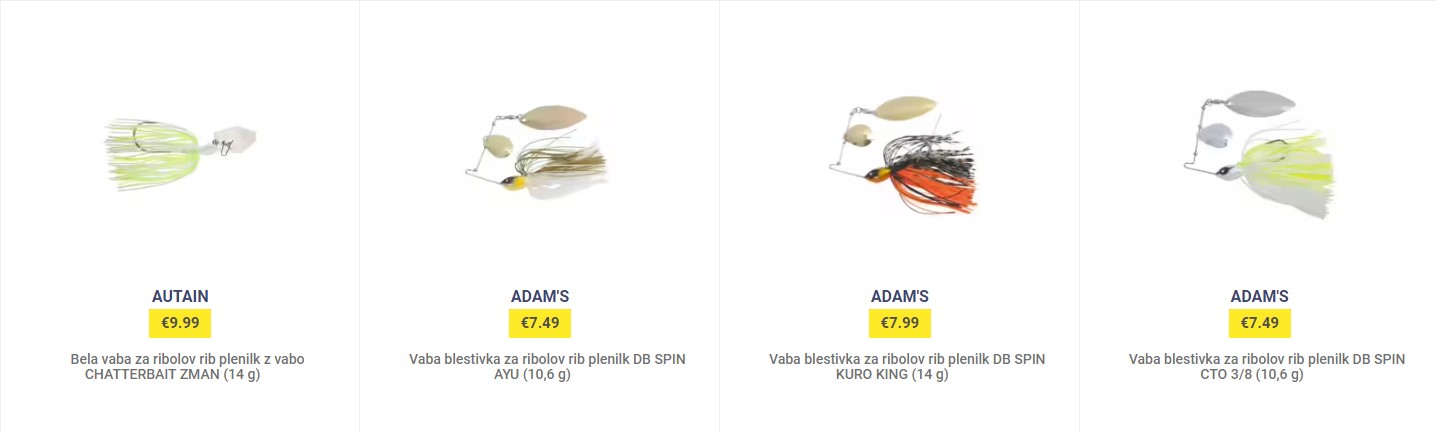 AUTAIN
€9.99
Bela vaba za ribolov rib plenilk z vabo
CHATTERBAIT ZMAN (14 g)
ADAM'S
€7.49
Vaba blestivka za ribolov rib plenilk DB SPIN
AYU (10,6 g)
ADAM'S
€7.99
Vaba blestivka za ribolov rib plenilk DB SPIN
KURO KING (14 g)
ADAM'S
€7.49
Vaba blestivka za ribolov rib plenilk DB SPIN
CTO 3/8 (10,6 g)